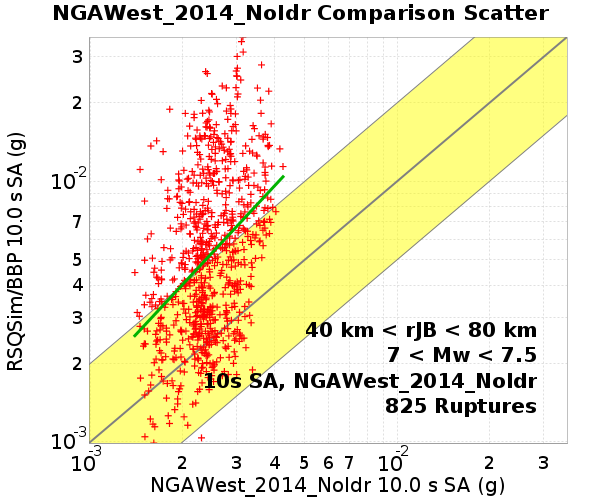 NGAWest_2014_NoIdr Comparison Scatter
RSQSim/BBP 10.0 s SA (g)
3
2
10-2
7
5
4
3
2
10-3
40 km < rJB < 80 km
7 < Mw < 7.5
10s SA, NGAWest_2014_NoIdr
825 Ruptures
10-3 2 3 4 5 6 7 10-2 2 3
NGAWest_2014_NoIdr 10.0 s SA (g)